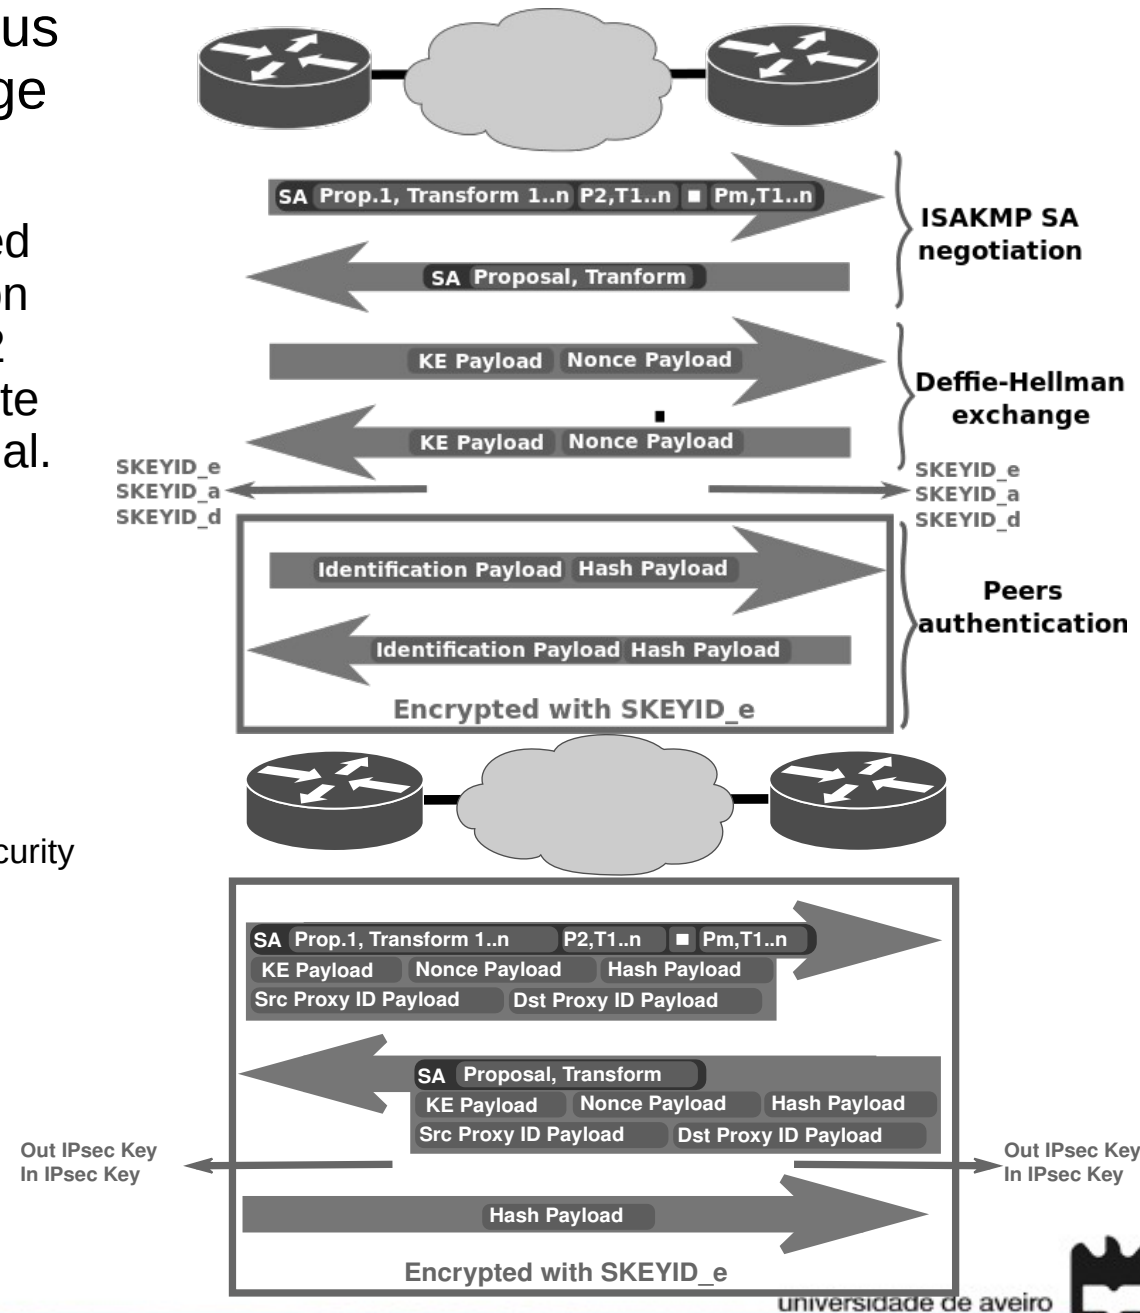 us
ge
SA Prop.1, Transform 1..n P2,T1..n ■ Pm,T1..n
ISAKMP SA
negotiation
ed
on
2
te
al.
SA Proposal, Tranform
KE Payload Nonce Payload
Deffie-Hellman
exchange
KE Payload Nonce Payload
SKEYID_e
SKEYID_a
SKEYID_d
SKEYID_e
SKEYID_a
SKEYID_d
Identification Payload Hash Payload
Peers
authentication
Identification Payload Hash Payload
Encrypted with SKEYID_e
curity
SA Prop.1, Transform 1..n P2,T1..n ■ Pm,T1..n
KE Payload Nonce Payload Hash Payload
Src Proxy ID Payload Dst Proxy ID Payload
SA Proposal, Transform
KE Payload Nonce Payload Hash Payload
Src Proxy ID Payload Dst Proxy ID Payload
Out IPsec Key
In IPsec Key
Out IPsec Key
In IPsec Key
Hash Payload
Encrypted with SKEYID_e
universidade de aveiro